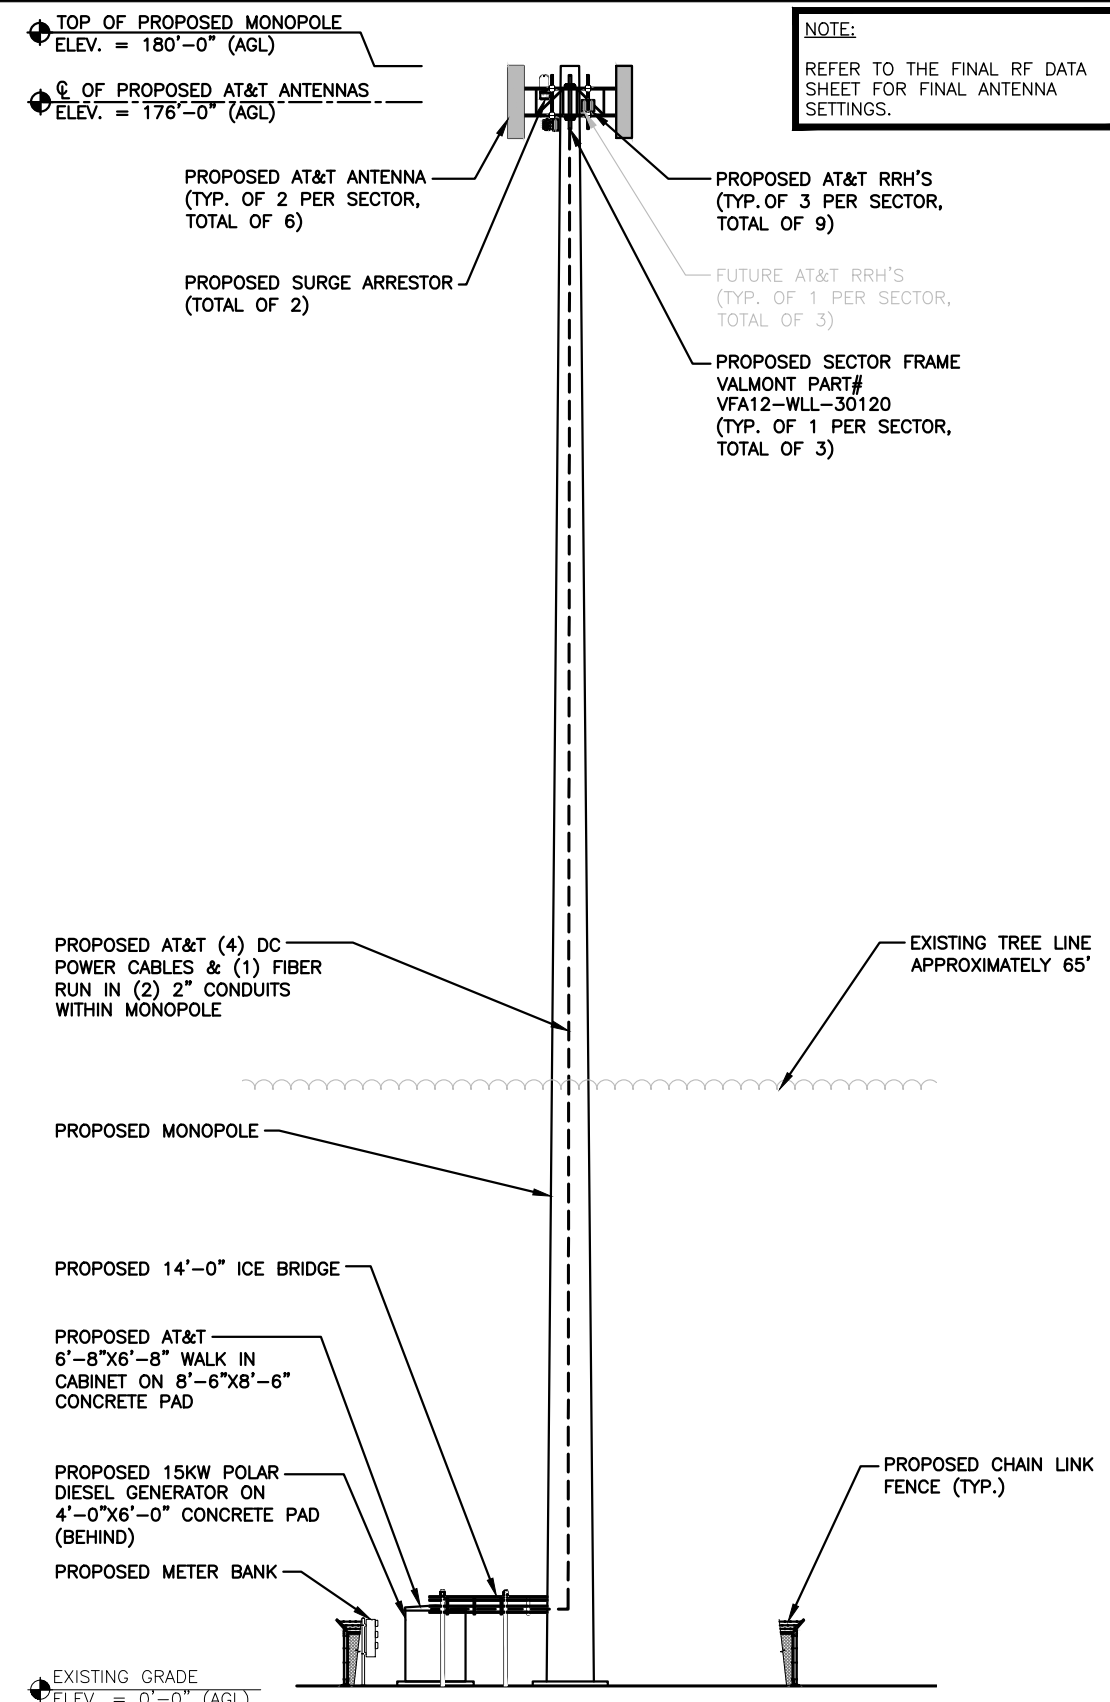 TOP OF PROPOSED MONOPOLE
ELEV. = 180'-0" (AGL)
℄ OF PROPOSED AT&T ANTENNAS
ELEV. = 176'-0" (AGL)
NOTE:
REFER TO THE FINAL RF DATA
SHEET FOR FINAL ANTENNA
SETTINGS.
PROPOSED AT&T ANTENNA
(TYP. OF 2 PER SECTOR,
TOTAL OF 6)
PROPOSED SURGE ARRESTOR
(TOTAL OF 2)
PROPOSED AT&T RRH'S
(TYP. OF 3 PER SECTOR,
TOTAL OF 9)
FUTURE AT&T RRH'S
(TYP. OF 1 PER SECTOR,
TOTAL OF 3)
PROPOSED SECTOR FRAME
VALMONT PART#
VFA12-WLL-30120
(TYP. OF 1 PER SECTOR,
TOTAL OF 3)
PROPOSED AT&T (4) DC
POWER CABLES & (1) FIBER
RUN IN (2) 2" CONDUITS
WITHIN MONOPOLE
EXISTING TREE LINE
APPROXIMATELY 65'
PROPOSED MONOPOLE
PROPOSED 14'-0" ICE BRIDGE
PROPOSED AT&T
6'-8"X6'-8" WALK IN
CABINET ON 8'-6"X8'-6"
CONCRETE PAD
PROPOSED 15KW POLAR
DIESEL GENERATOR ON
4'-0"X6'-0" CONCRETE PAD
(BEHIND)
PROPOSED METER BANK
PROPOSED CHAIN LINK
FENCE (TYP.)
EXISTING GRADE
ELEV. = 0'-0" (AGL)